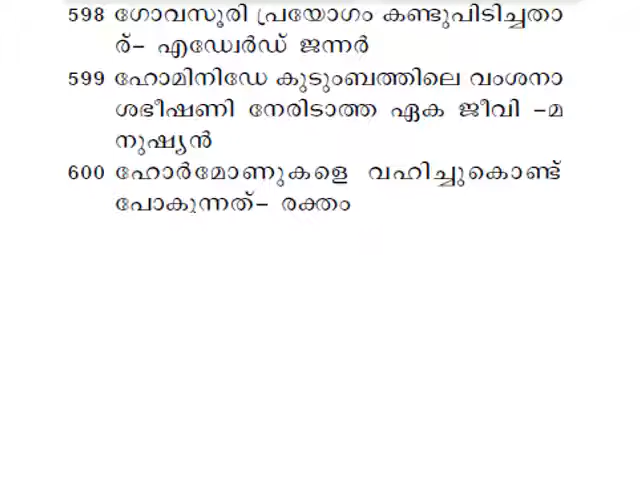 598 ഗോവസൂരി പ്രയോഗം കണ്ടുപിടിച്ചതാ
ര്- എഡ്വേർഡ് ജന്നർ
599 ഹോമിനിഡേ കുടുംബത്തിലെ വംശനാ
ശഭീഷണി നേരിടാത്ത ഏക ജീവി -മ
നുഷ്യൻ
600 ഹോർമോണുകളെ വഹിച്ചുകൊണ്ട്
പോകുന്നത്- രക്തം